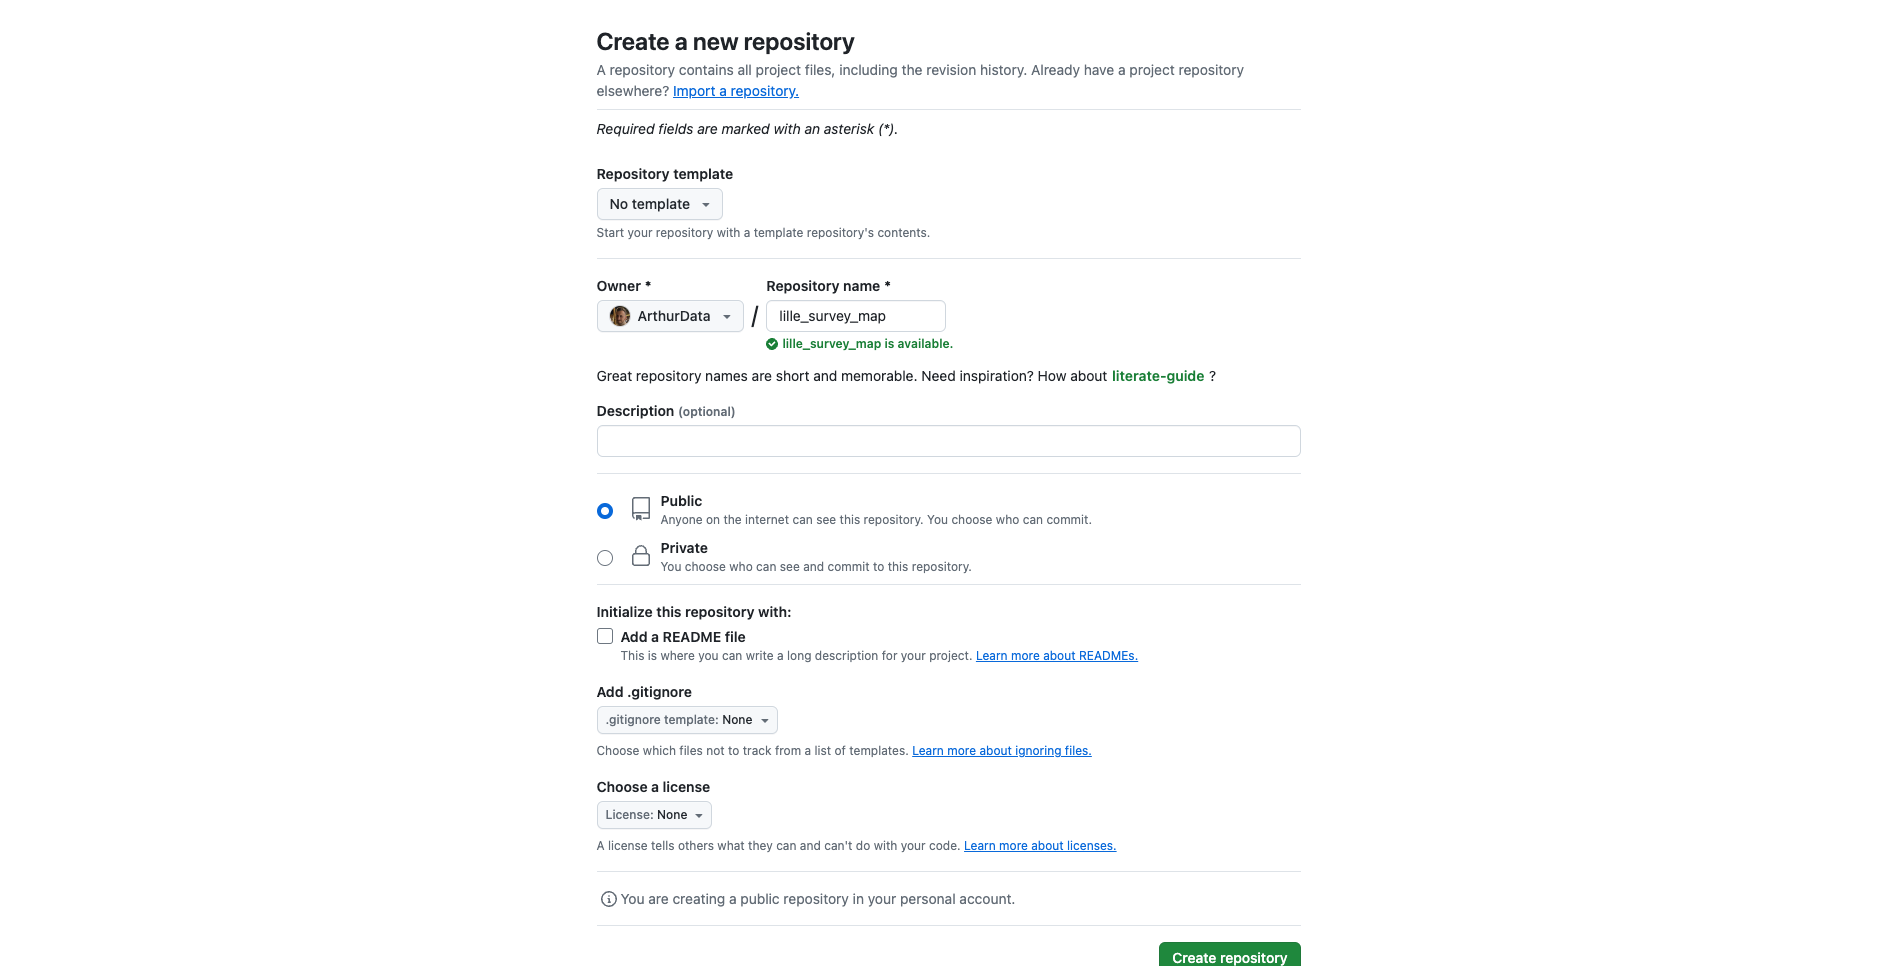 Create a new repository
A repository contains all project files, including the revision history. Already have a project repository
elsewhere? Import a repository.
Required fields are marked with an asterisk (*).
Repository template
No template
Start your repository with a template repository's contents.
Owner * Repository name *
ArthurData / lille_survey_map
lille_survey_map is available.
Great repository names are short and memorable. Need inspiration? How about literate-guide ?
Description (optional)
Public
Anyone on the internet can see this repository. You choose who can commit.
Private
You choose who can see and commit to this repository.
Initialize this repository with:
Add a README file
This is where you can write a long description for your project. Learn more about READMEs.
Add .gitignore
.gitignore template: None
Choose which files not to track from a list of templates. Learn more about ignoring files.
Choose a license
License: None
A license tells others what they can and can't do with your code. Learn more about licenses.
You are creating a public repository in your personal account.
Create repository